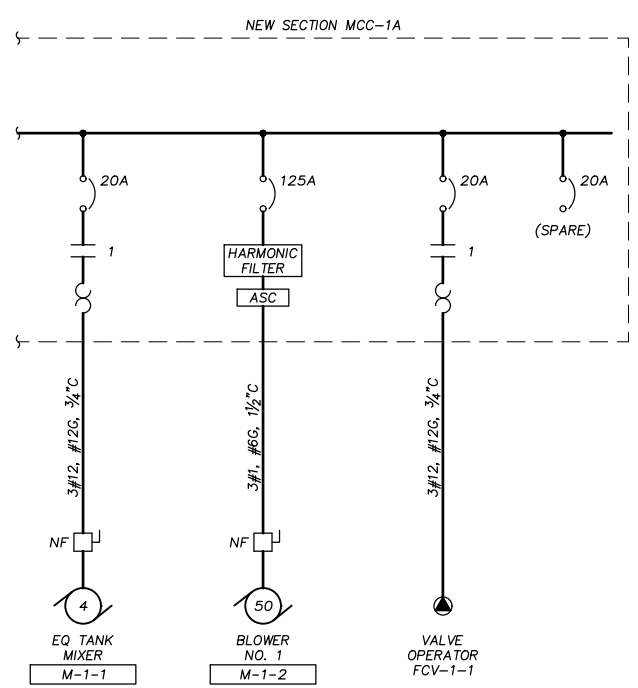 NEW SECTION MCC-1A
20A
125A
20A
20A
(SPARE)
1
HARMONIC
FILTER
1
ASC
3#12, #12G, 3/4"C
3#1, #6G, 1 1/2"C
3#12, #12G, 3/4"C
NF
NF
4
50
EQ TANK
MIXER
M-1-1
BLOWER
NO. 1
M-1-2
VALVE
OPERATOR
FCV-1-1